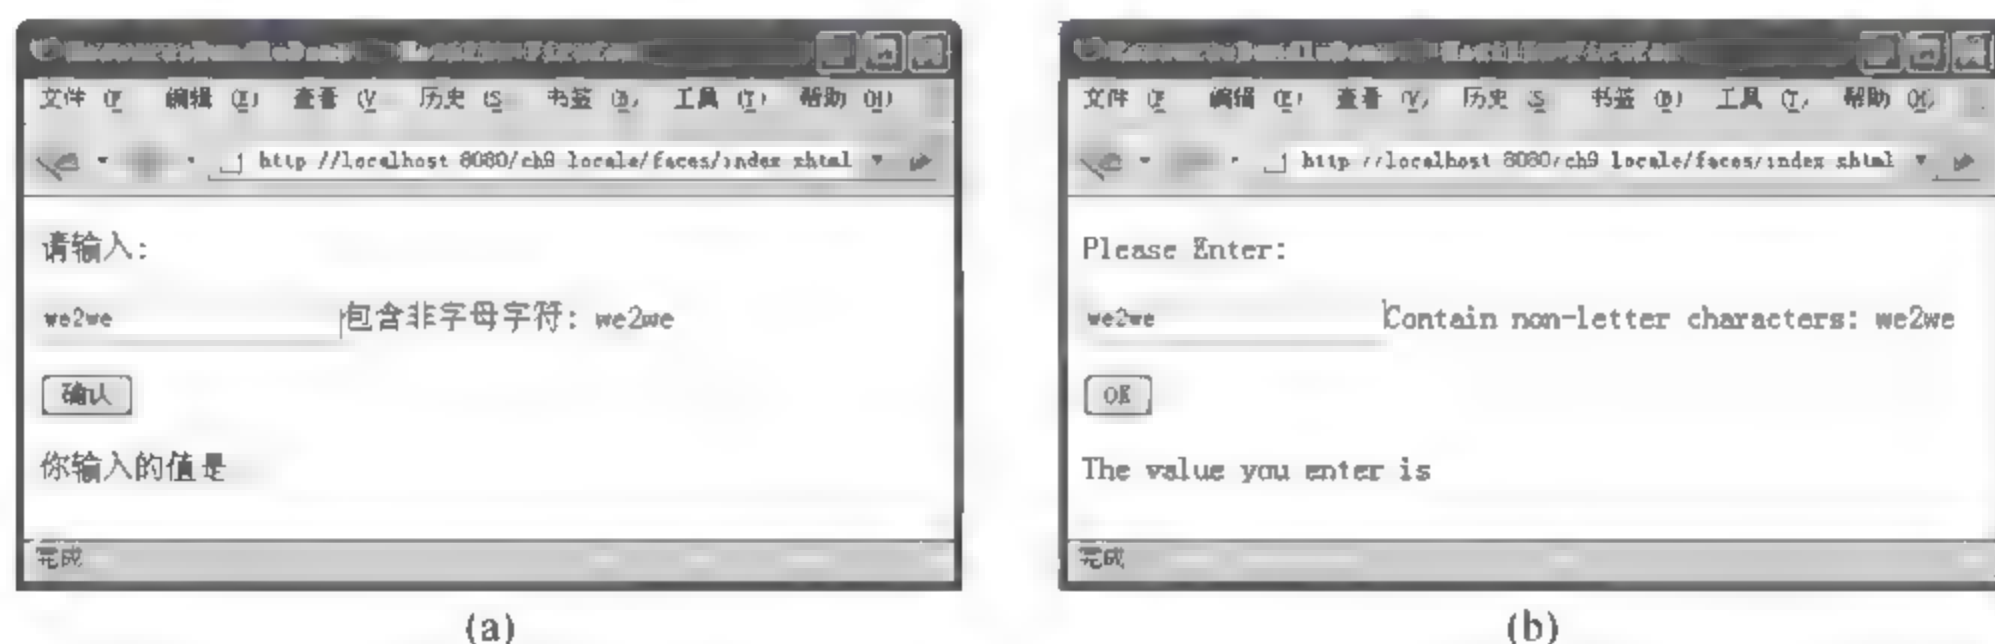 文件 编辑 (E) 查看 (V 历史 (S 书签 (B) 工具 (T) 帮助 (H)
http //localhost 8080/ch9 locale/faces/index xhtml
请输入:
we2we 包含非字母字符: we2we
确认
你输入的值是
完成
(a)
文件 编辑 (E) 查看 (V) 历史 (S 书签 (B) 工具 (T) 帮助 (H)
http //localhost 8080/ch9 locale/faces/index xhtml
Please Enter:
we2we Contain non-letter characters: we2we
OK
The value you enter is
完成
(b)